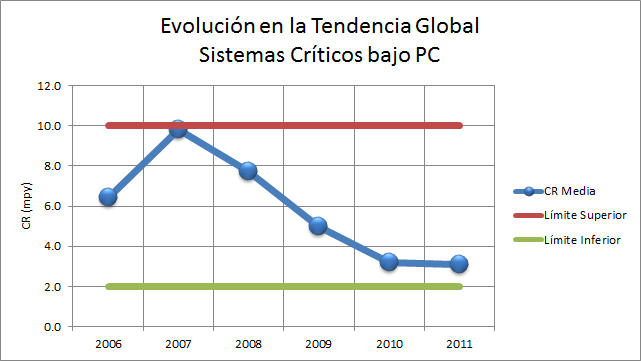 Evolución en la Tendencia Global
Sistemas Críticos bajo PC
12.0
10.0
8.0
6.0
4.0
2.0
0.0
CR (mpy)
2006 2007 2008 2009 2010 2011
CR Media
Límite Superior
Límite Inferior